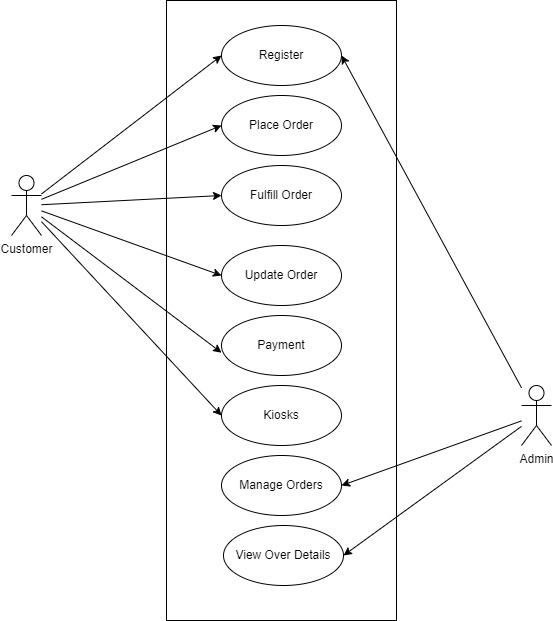 Register
Place Order
Fulfill Order
Customer
Update Order
Payment
Kiosks
Admin
Manage Orders
View Over Details